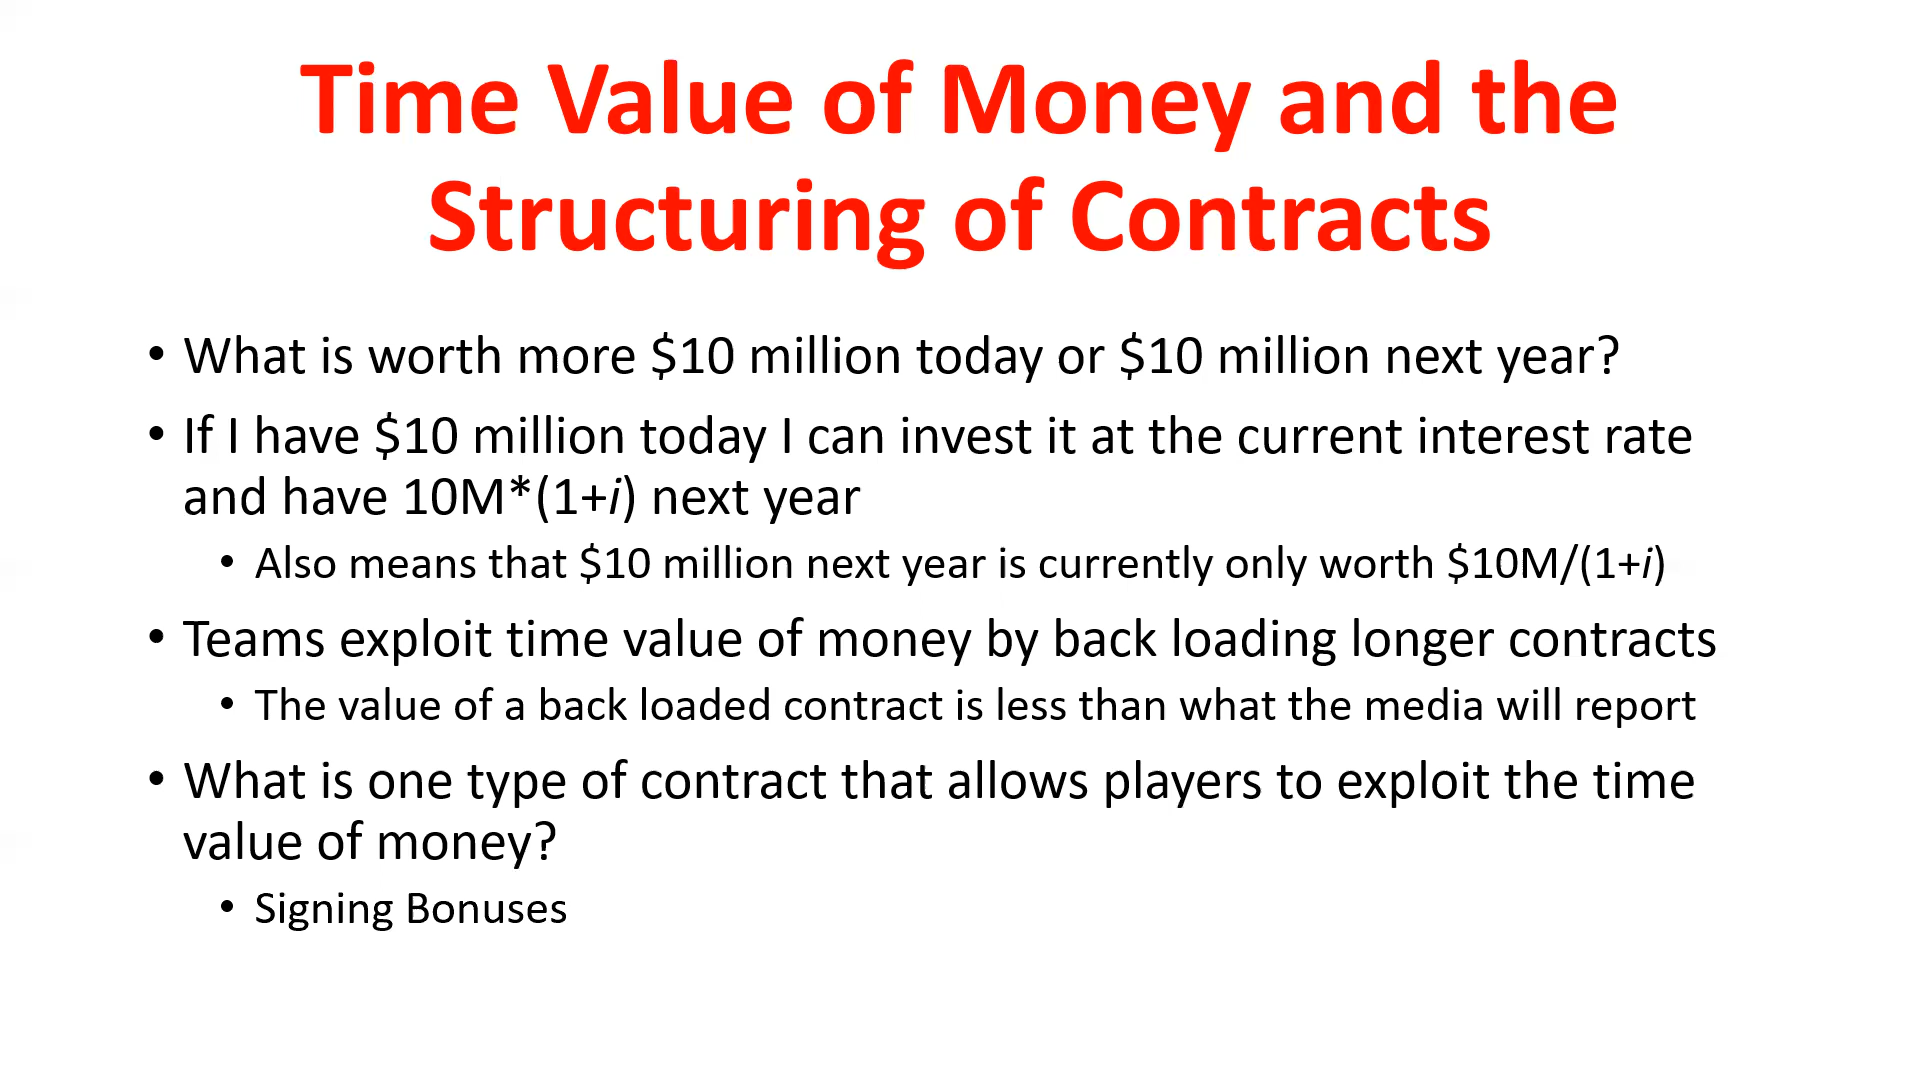 Time Value of Money and the
Structuring of Contracts
• What is worth more $10 million today or $10 million next year?
• If I have $10 million today I can invest it at the current interest rate
and have 10M*(1+i) next year
• Also means that $10 million next year is currently only worth $10M/(1+i)
• Teams exploit time value of money by back loading longer contracts
• The value of a back loaded contract is less than what the media will report
• What is one type of contract that allows players to exploit the time
value of money?
• Signing Bonuses